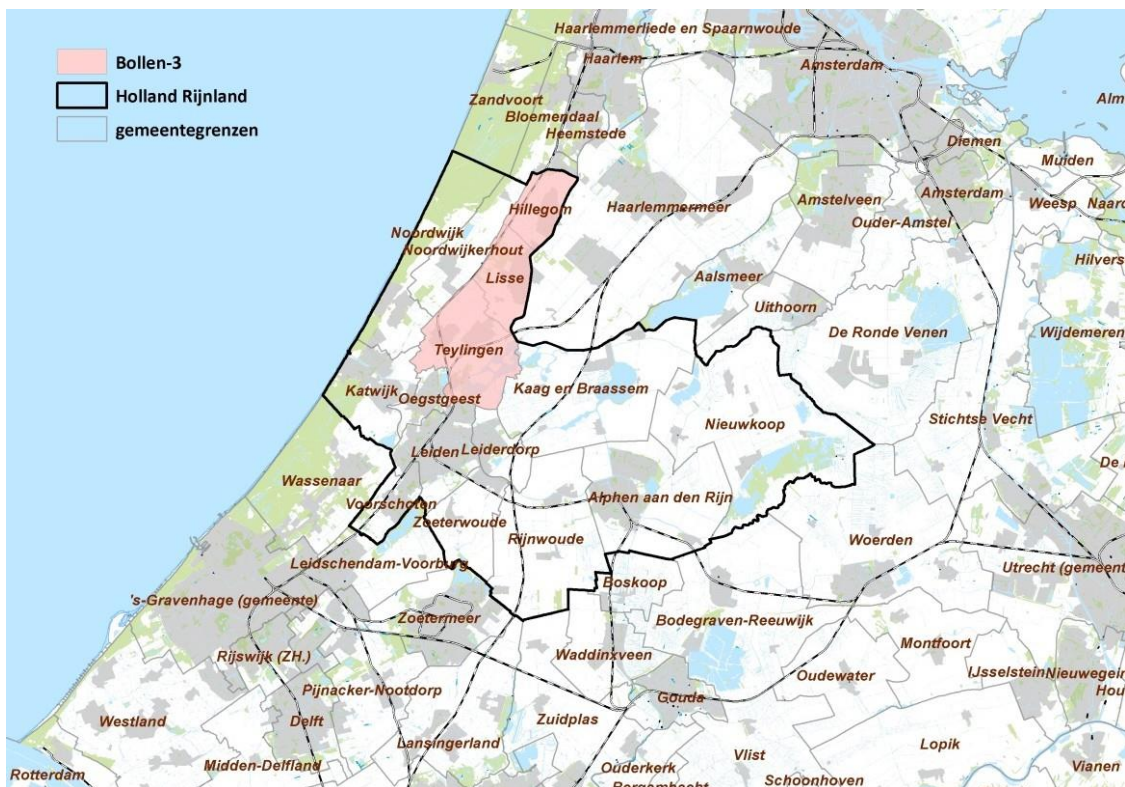 Bollen-3
Holland Rijnland
gemeentegrenzen
Haarlemmerliede en Spaarnwoude
Haarlem
Amsterdam
Zandvoort
Bloemendaal
Heemstede
Diemen
Muiden
Hillegom
Haarlemmermeer
Amstelveen
Amsterdam
Weesp
Ouder-Amstel
Noordwijk
Noordwijkerhout
Lisse
Aalsmeer
Uithoorn
De Ronde Venen
Wijdemeren
Teylingen
Katwijk
Oegstgeest
Kaag en Braassem
Nieuwkoop
Stichtse Vecht
Leiden
Leiderdorp
Wassenaar
Voorschoten
Zoeterwoude
Alphen aan den Rijn
Rijnwoude
Woerden
Leidschendam-Voorburg
Boskoop
Utrecht (gemeent
's-Gravenhage (gemeente)
Zoetermeer
Bodegraven-Reeuwijk
Montfoort
Rijswijk (ZH.)
Waddinxveen
Oudewater
IJsselstein
Pijnacker-Nootdorp
Gouda
Westland
Delft
Zuidplas
Lansingerland
Midden-Delfland
Vlist
Lopik
Rotterdam
Ouderkerk
Schoonhoven
Vianen